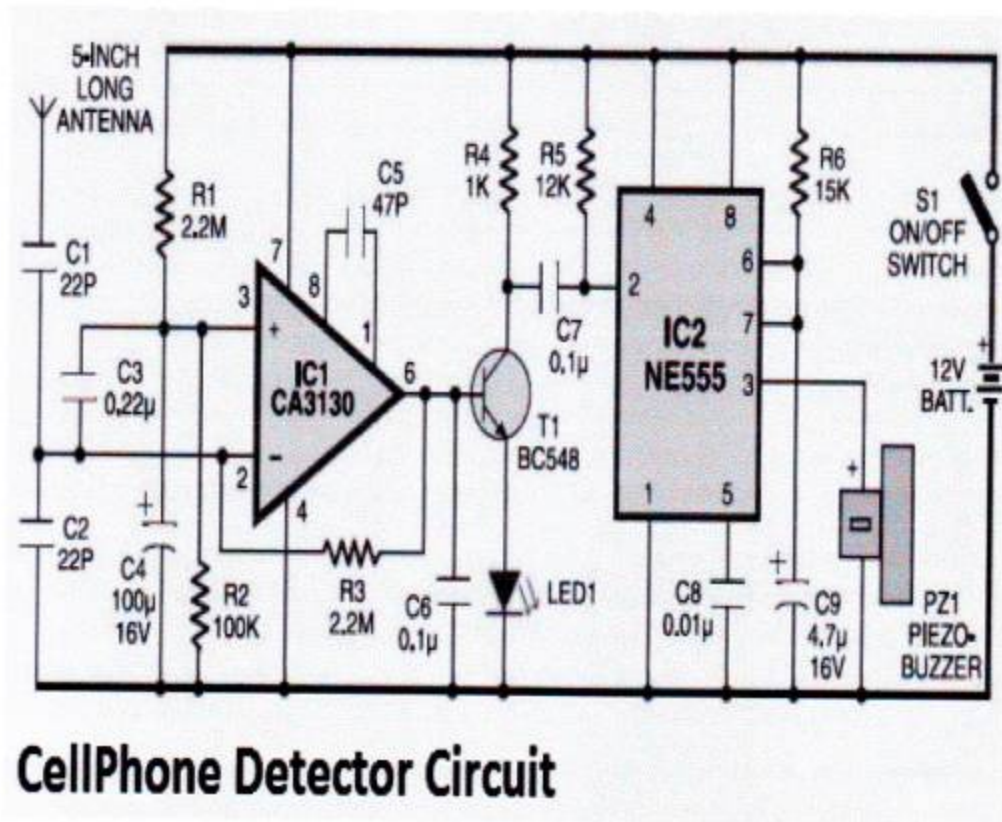 5-INCH
LONG
ANTENNA
C1
22P
C2
22P
C3
0.22µ
R1
2.2M
C4
100µ
16V
+
R2
100K
3
+
2
-
7
8
1
6
4
IC1
CA3130
C5
47P
R3
2.2M
C6
0.1µ
R4
1K
R5
12K
C7
0.1µ
T1
BC548
LED1
4
8
2
6
7
3
1
5
IC2
NE555
C8
0.01µ
R6
15K
+
C9
4.7µ
16V
+
PZ1
PIEZO-
BUZZER
S1
ON/OFF
SWITCH
+
12V
BATT.
CellPhone Detector Circuit